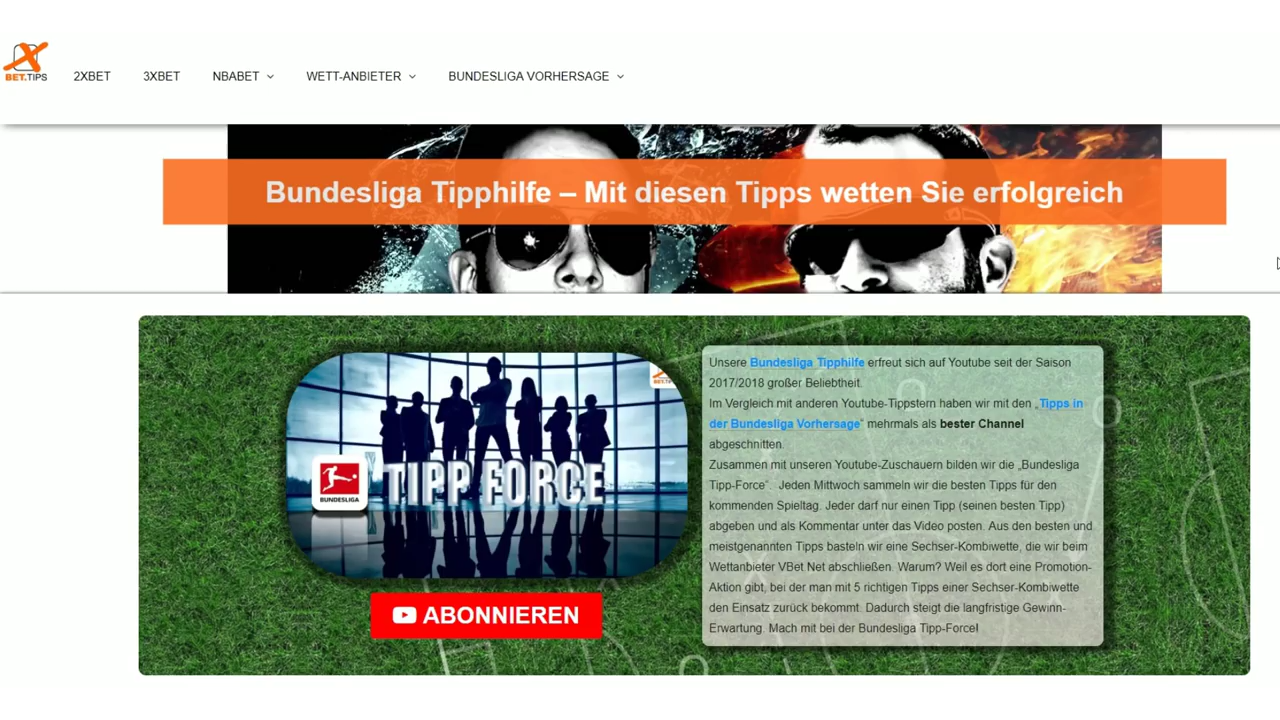 X
BET.TIPS
2XBET
3XBET
NBABET
WETT-ANBIETER
BUNDESLIGA VORHERSAGE
Bundesliga Tipphilfe – Mit diesen Tipps wetten Sie erfolgreich
BET.TIPS
BUNDESLIGA
TIPP FORCE
ABONNIEREN
Unsere Bundesliga Tipphilfe erfreut sich auf Youtube seit der Saison
2017/2018 großer Beliebtheit.
Im Vergleich mit anderen Youtube-Tippstern haben wir mit den „Tipps in
der Bundesliga Vorhersage“ mehrmals als bester Channel
abgeschnitten.
Zusammen mit unseren Youtube-Zuschauern bilden wir die „Bundesliga
Tipp-Force“. Jeden Mittwoch sammeln wir die besten Tipps für den
kommenden Spieltag. Jeder darf nur einen Tipp (seinen besten Tipp)
abgeben und als Kommentar unter das Video posten. Aus den besten und
meistgenannten Tipps basteln wir eine Sechser-Kombiwette, die wir beim
Wettanbieter VBet Net abschließen. Warum? Weil es dort eine Promotion-
Aktion gibt, bei der man mit 5 richtigen Tipps einer Sechser-Kombiwette
den Einsatz zurück bekommt. Dadurch steigt die langfristige Gewinn-
Erwartung. Mach mit bei der Bundesliga Tipp-Force!